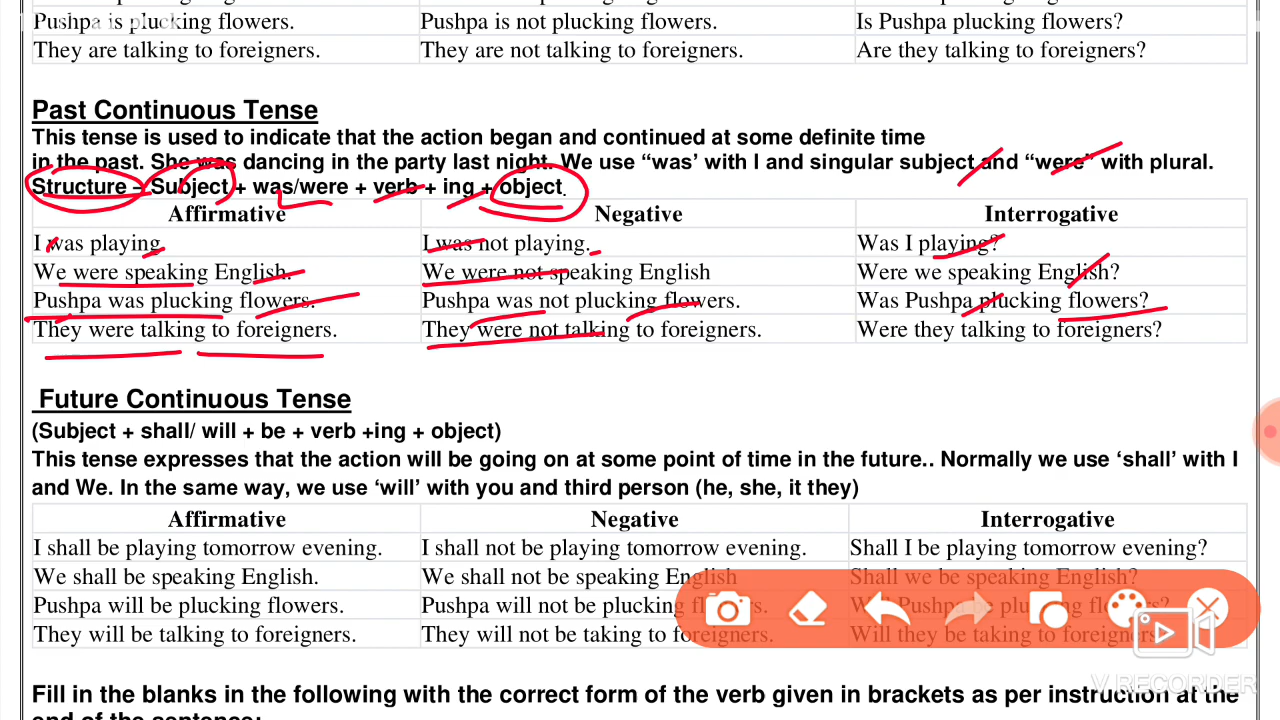 Pushpa is plucking flowers. Pushpa is not plucking flowers. Is Pushpa plucking flowers?
They are talking to foreigners. They are not talking to foreigners. Are they talking to foreigners?
Past Continuous Tense
This tense is used to indicate that the action began and continued at some definite time
in the past. She was dancing in the party last night. We use “was’ with I and singular subject and “were” with plural.
Structure – Subject + was/were + verb + ing + object.
Affirmative Negative Interrogative
I was playing. I was not playing. Was I playing?
We were speaking English. We were not speaking English Were we speaking English?
Pushpa was plucking flowers. Pushpa was not plucking flowers. Was Pushpa plucking flowers?
They were talking to foreigners. They were not talking to foreigners. Were they talking to foreigners?
Future Continuous Tense
(Subject + shall/ will + be + verb +ing + object)
This tense expresses that the action will be going on at some point of time in the future.. Normally we use ‘shall’ with I
and We. In the same way, we use ‘will’ with you and third person (he, she, it they)
Affirmative Negative Interrogative
I shall be playing tomorrow evening. I shall not be playing tomorrow evening. Shall I be playing tomorrow evening?
We shall be speaking English. We shall not be speaking English Shall we be speaking English?
Pushpa will be plucking flowers. Pushpa will not be plucking flowers. Will Pushpa be plucking flowers?
They will be talking to foreigners. They will not be taking to foreigners. Will they be taking to foreigners?
Fill in the blanks in the following with the correct form of the verb given in brackets as per instruction at the
end of the sentence:
V RECORDER